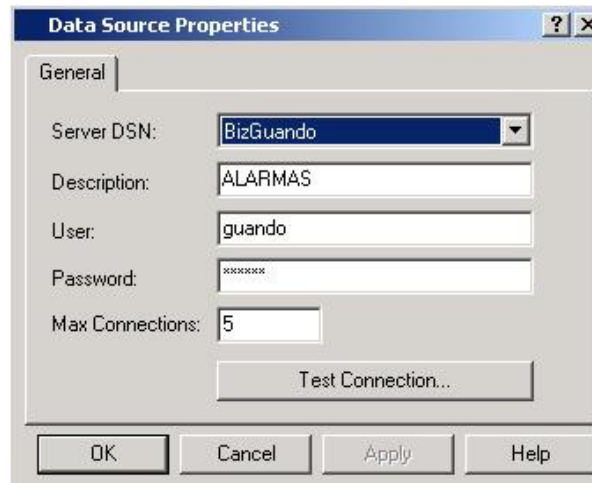 Data Source Properties
General
Server DSN: BizGuando
Description: ALARMAS
User: guando
Password: ******
Max Connections: 5
Test Connection...
OK Cancel Apply Help